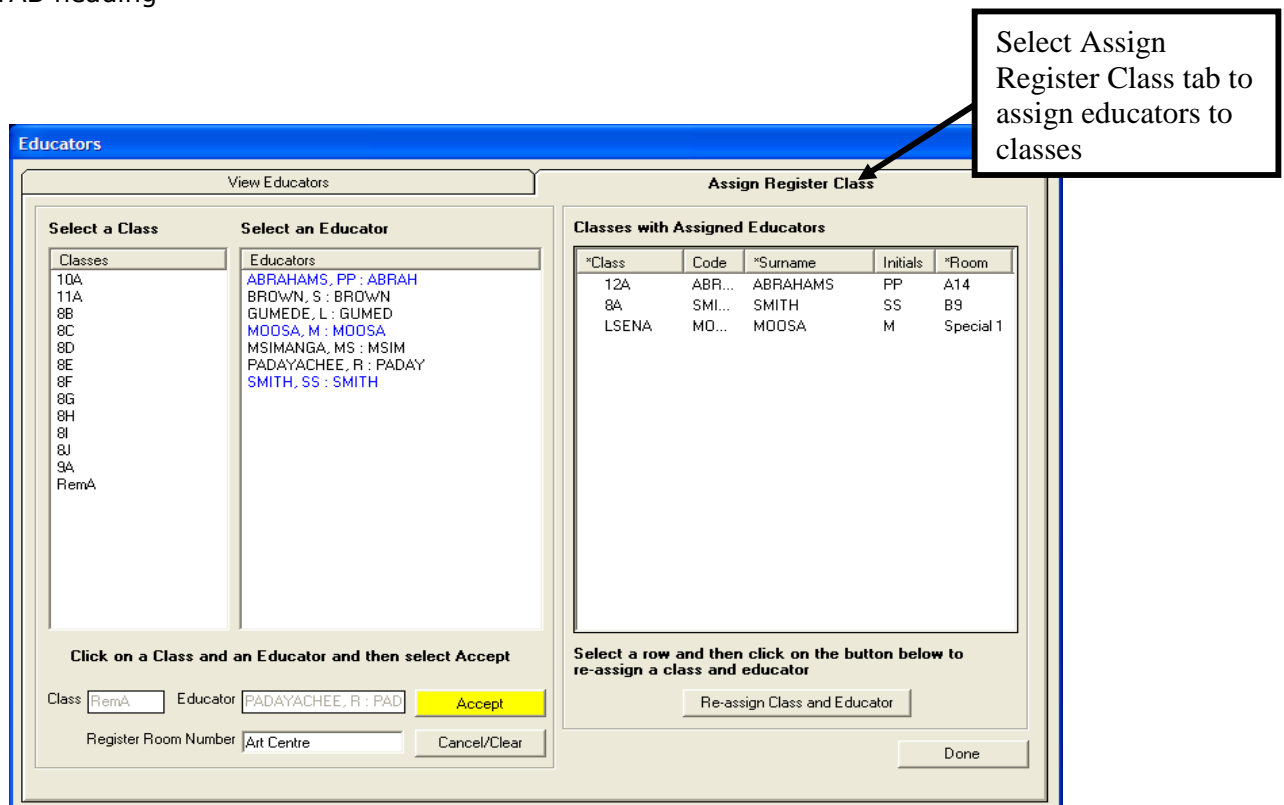 TAB heading
Select Assign
Register Class tab to
assign educators to
classes
Educators
View Educators
Assign Register Class
Select a Class
Select an Educator
Classes
10A
11A
8B
8C
8D
8E
8F
8G
8H
8I
8J
9A
RemA
Educators
ABRAHAMS, PP : ABRAH
BROWN, S : BROWN
GUMEDE, L : GUMED
MOOSA, M : MOOSA
MSIMANGA, MS : MSIM
PADAYACHEE, R : PADAY
SMITH, SS : SMITH
Click on a Class and an Educator and then select Accept
Class RemA Educator PADAYACHEE, R : PAD Accept
Register Room Number Art Centre Cancel/Clear
Classes with Assigned Educators
*Class Code *Surname Initials *Room
12A ABR... ABRAHAMS PP A14
8A SMI... SMITH SS B9
LSENA MO... MOOSA M Special 1
Select a row and then click on the button below to
re-assign a class and educator
Re-assign Class and Educator
Done